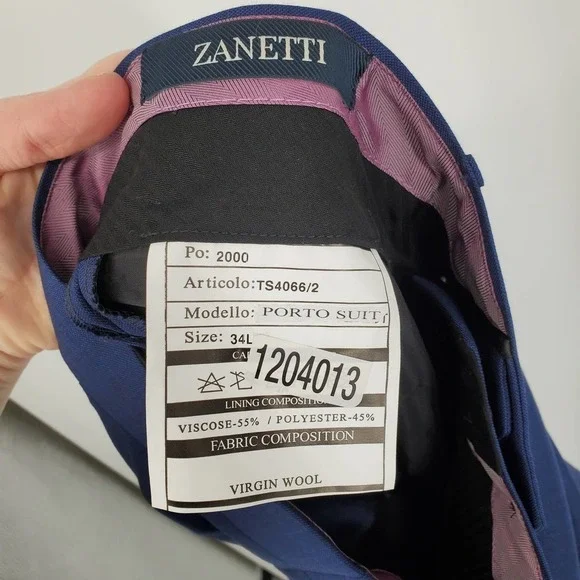 ZANETTI
Po: 2000
Articolo:TS4066/2
Modello: PORTO SUIT
Size: 34L
1204013
LINING COMPOSITIO
VISCOSE-55% / POLYESTER-45%
FABRIC COMPOSITION
VIRGIN WOOL